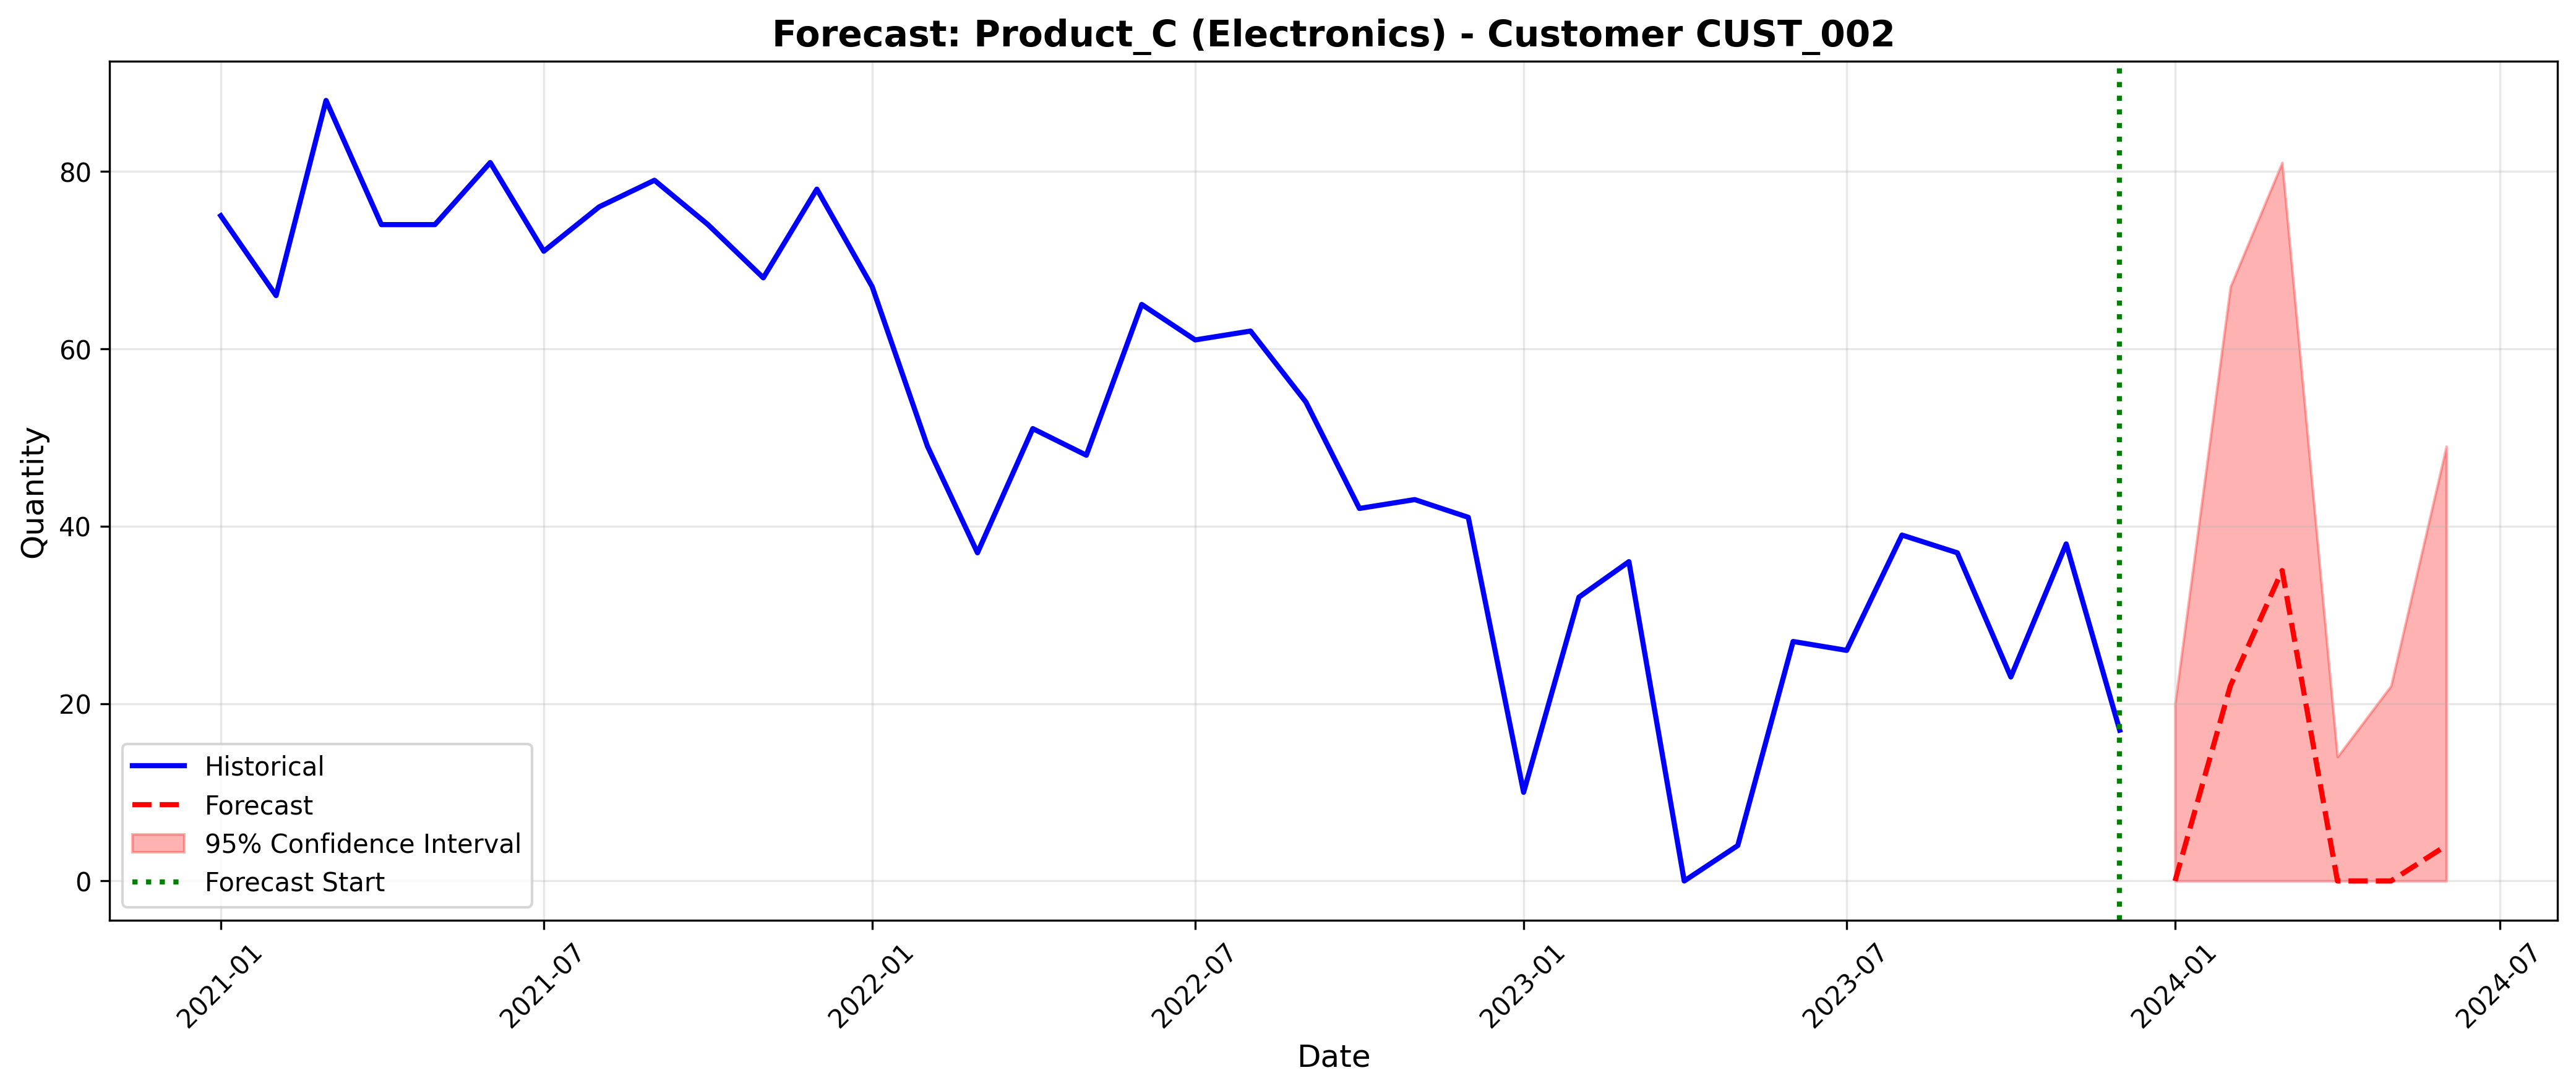 Forecast: Product_C (Electronics) - Customer CUST_002
Quantity
80
60
40
20
0
Historical
Forecast
95% Confidence Interval
Forecast Start
2021-01
2021-07
2022-01
2022-07
2023-01
2023-07
2024-01
2024-07
Date